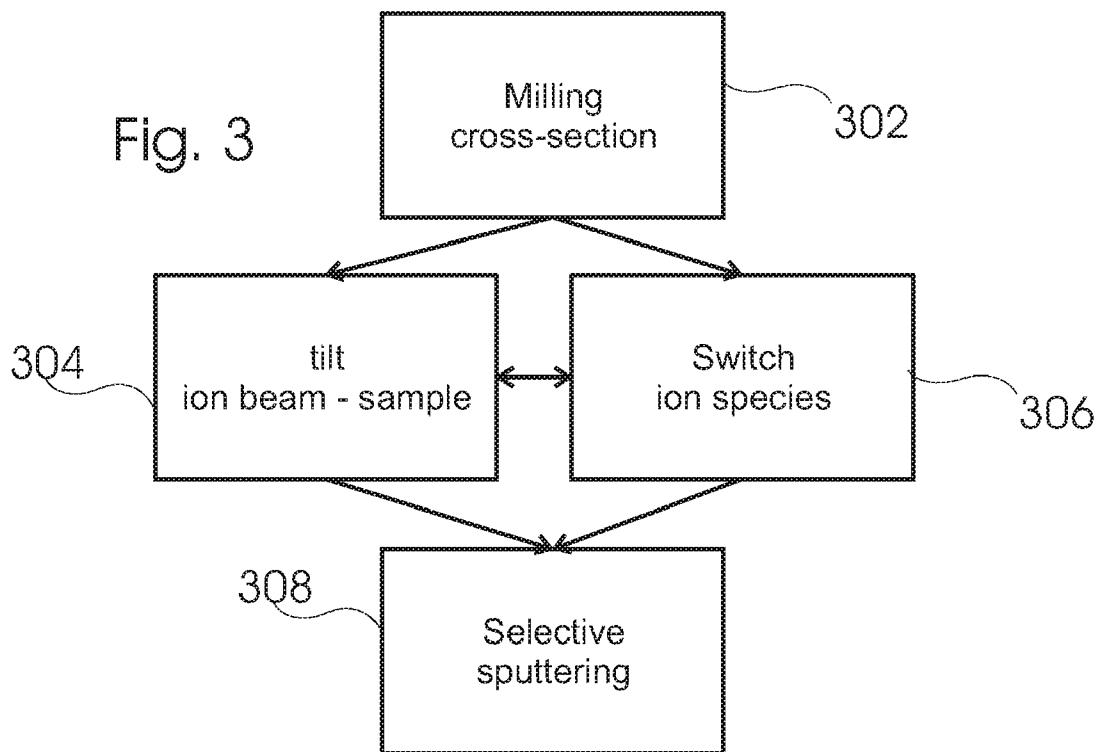 Fig. 3
Milling
cross-section
302
304
tilt
ion beam - sample
Switch
ion species
306
308
Selective
sputtering